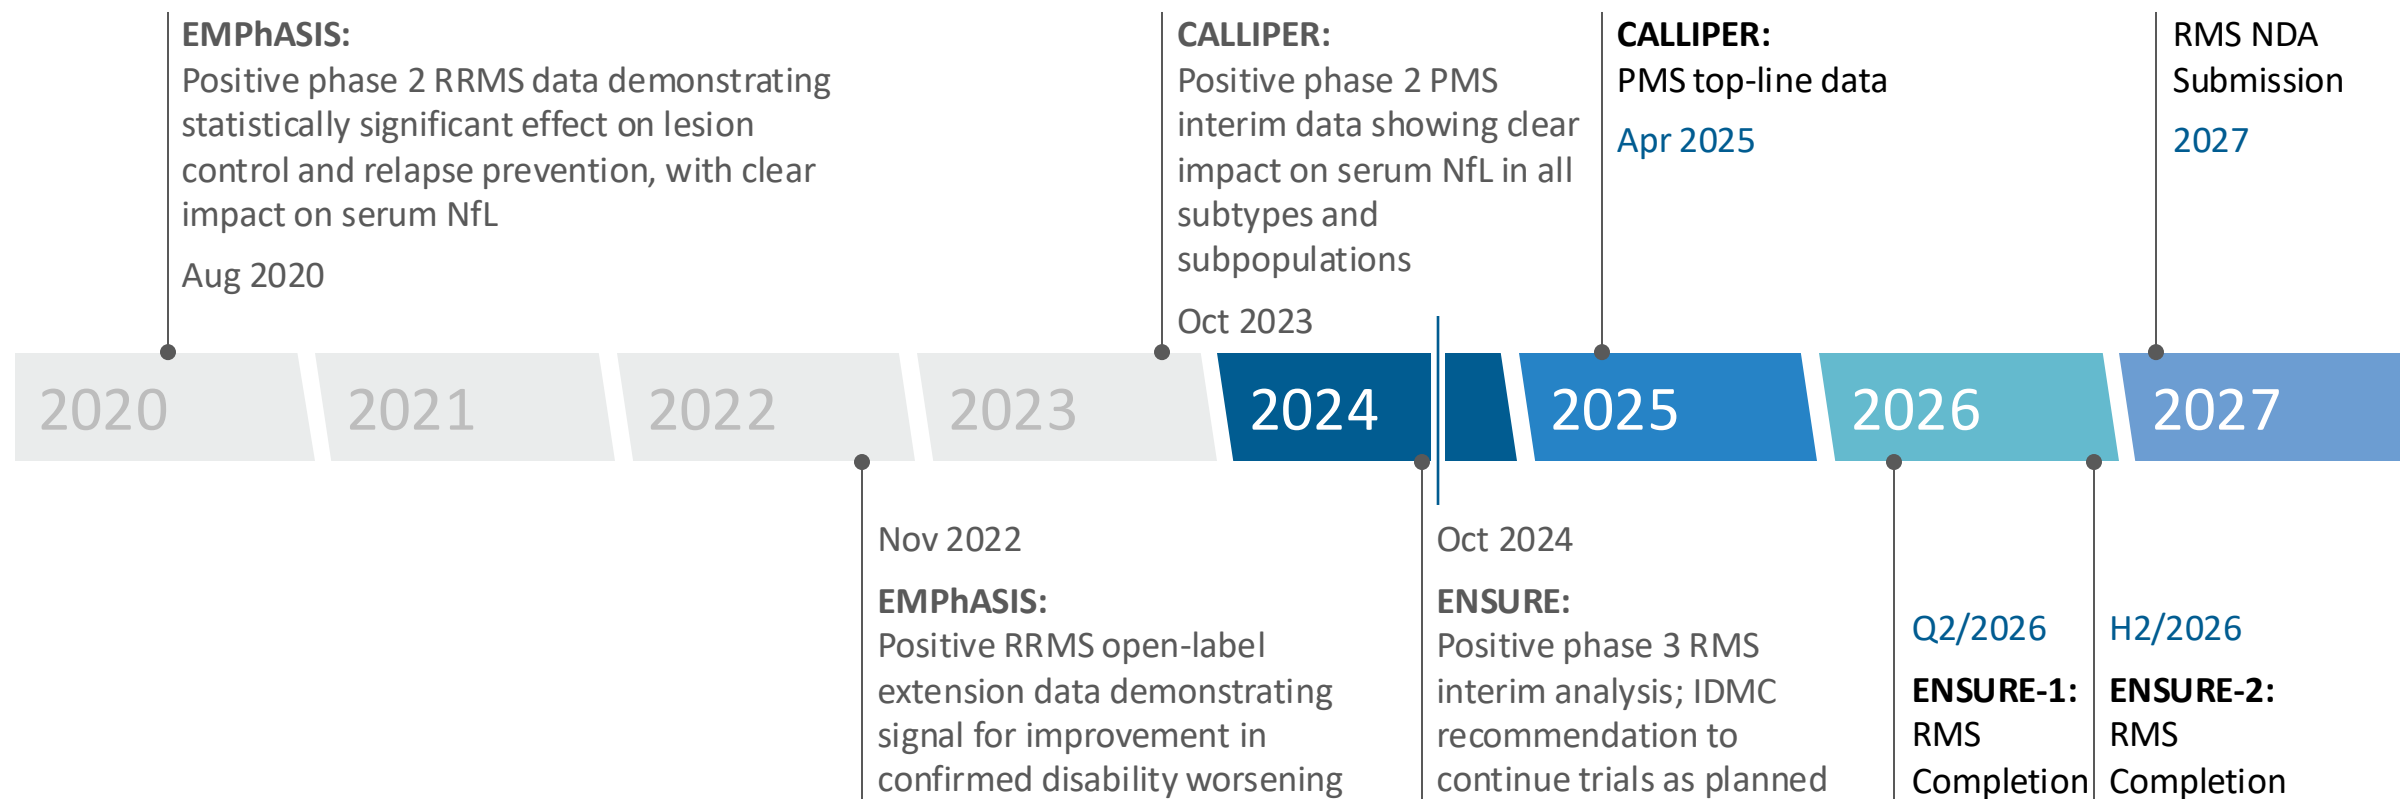 EMPhASIS:
Positive phase 2 RRMS data demonstrating
statistically significant effect on lesion
control and relapse prevention, with clear
impact on serum NfL
Aug 2020
CALLIPER:
Positive phase 2 PMS
interim data showing clear
impact on serum NfL in all
subtypes and
subpopulations
Oct 2023
CALLIPER:
PMS top-line data
Apr 2025
RMS NDA
Submission
2027
2020
2021
2022
2023
2024
2025
2026
2027
Nov 2022
EMPhASIS:
Positive RRMS open-label
extension data demonstrating
signal for improvement in
confirmed disability worsening
Oct 2024
ENSURE:
Positive phase 3 RMS
interim analysis; IDMC
recommendation to
continue trials as planned
Q2/2026
ENSURE-1:
RMS
Completion
H2/2026
ENSURE-2:
RMS
Completion